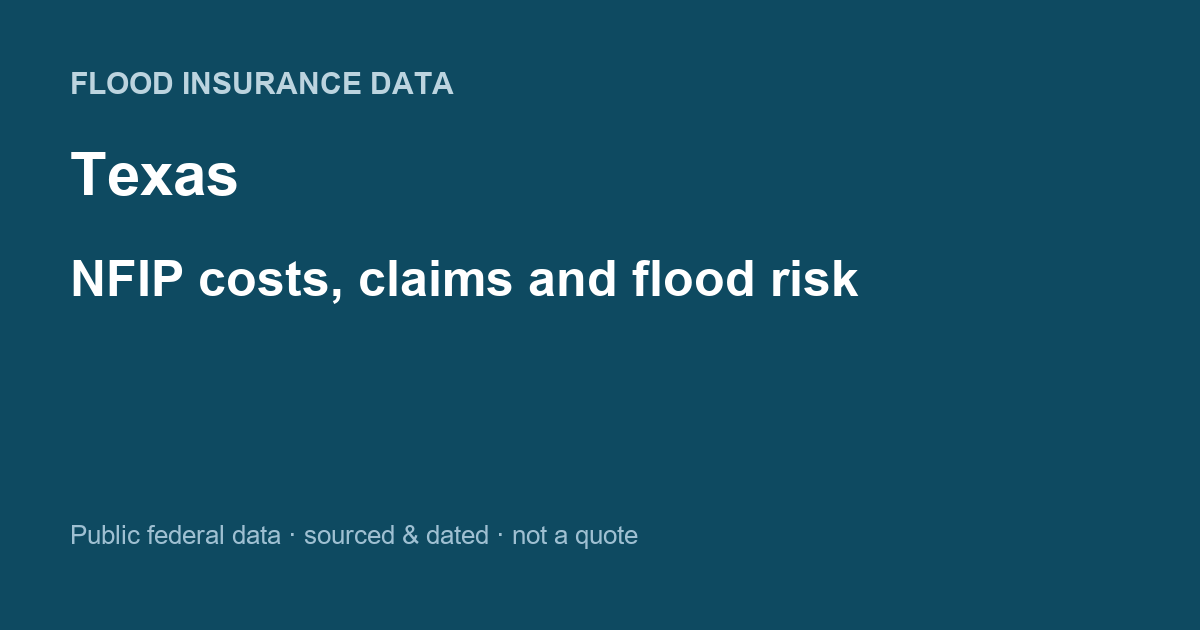 FLOOD INSURANCE DATA
Texas
NFIP costs, claims and flood risk
Public federal data · sourced & dated · not a quote